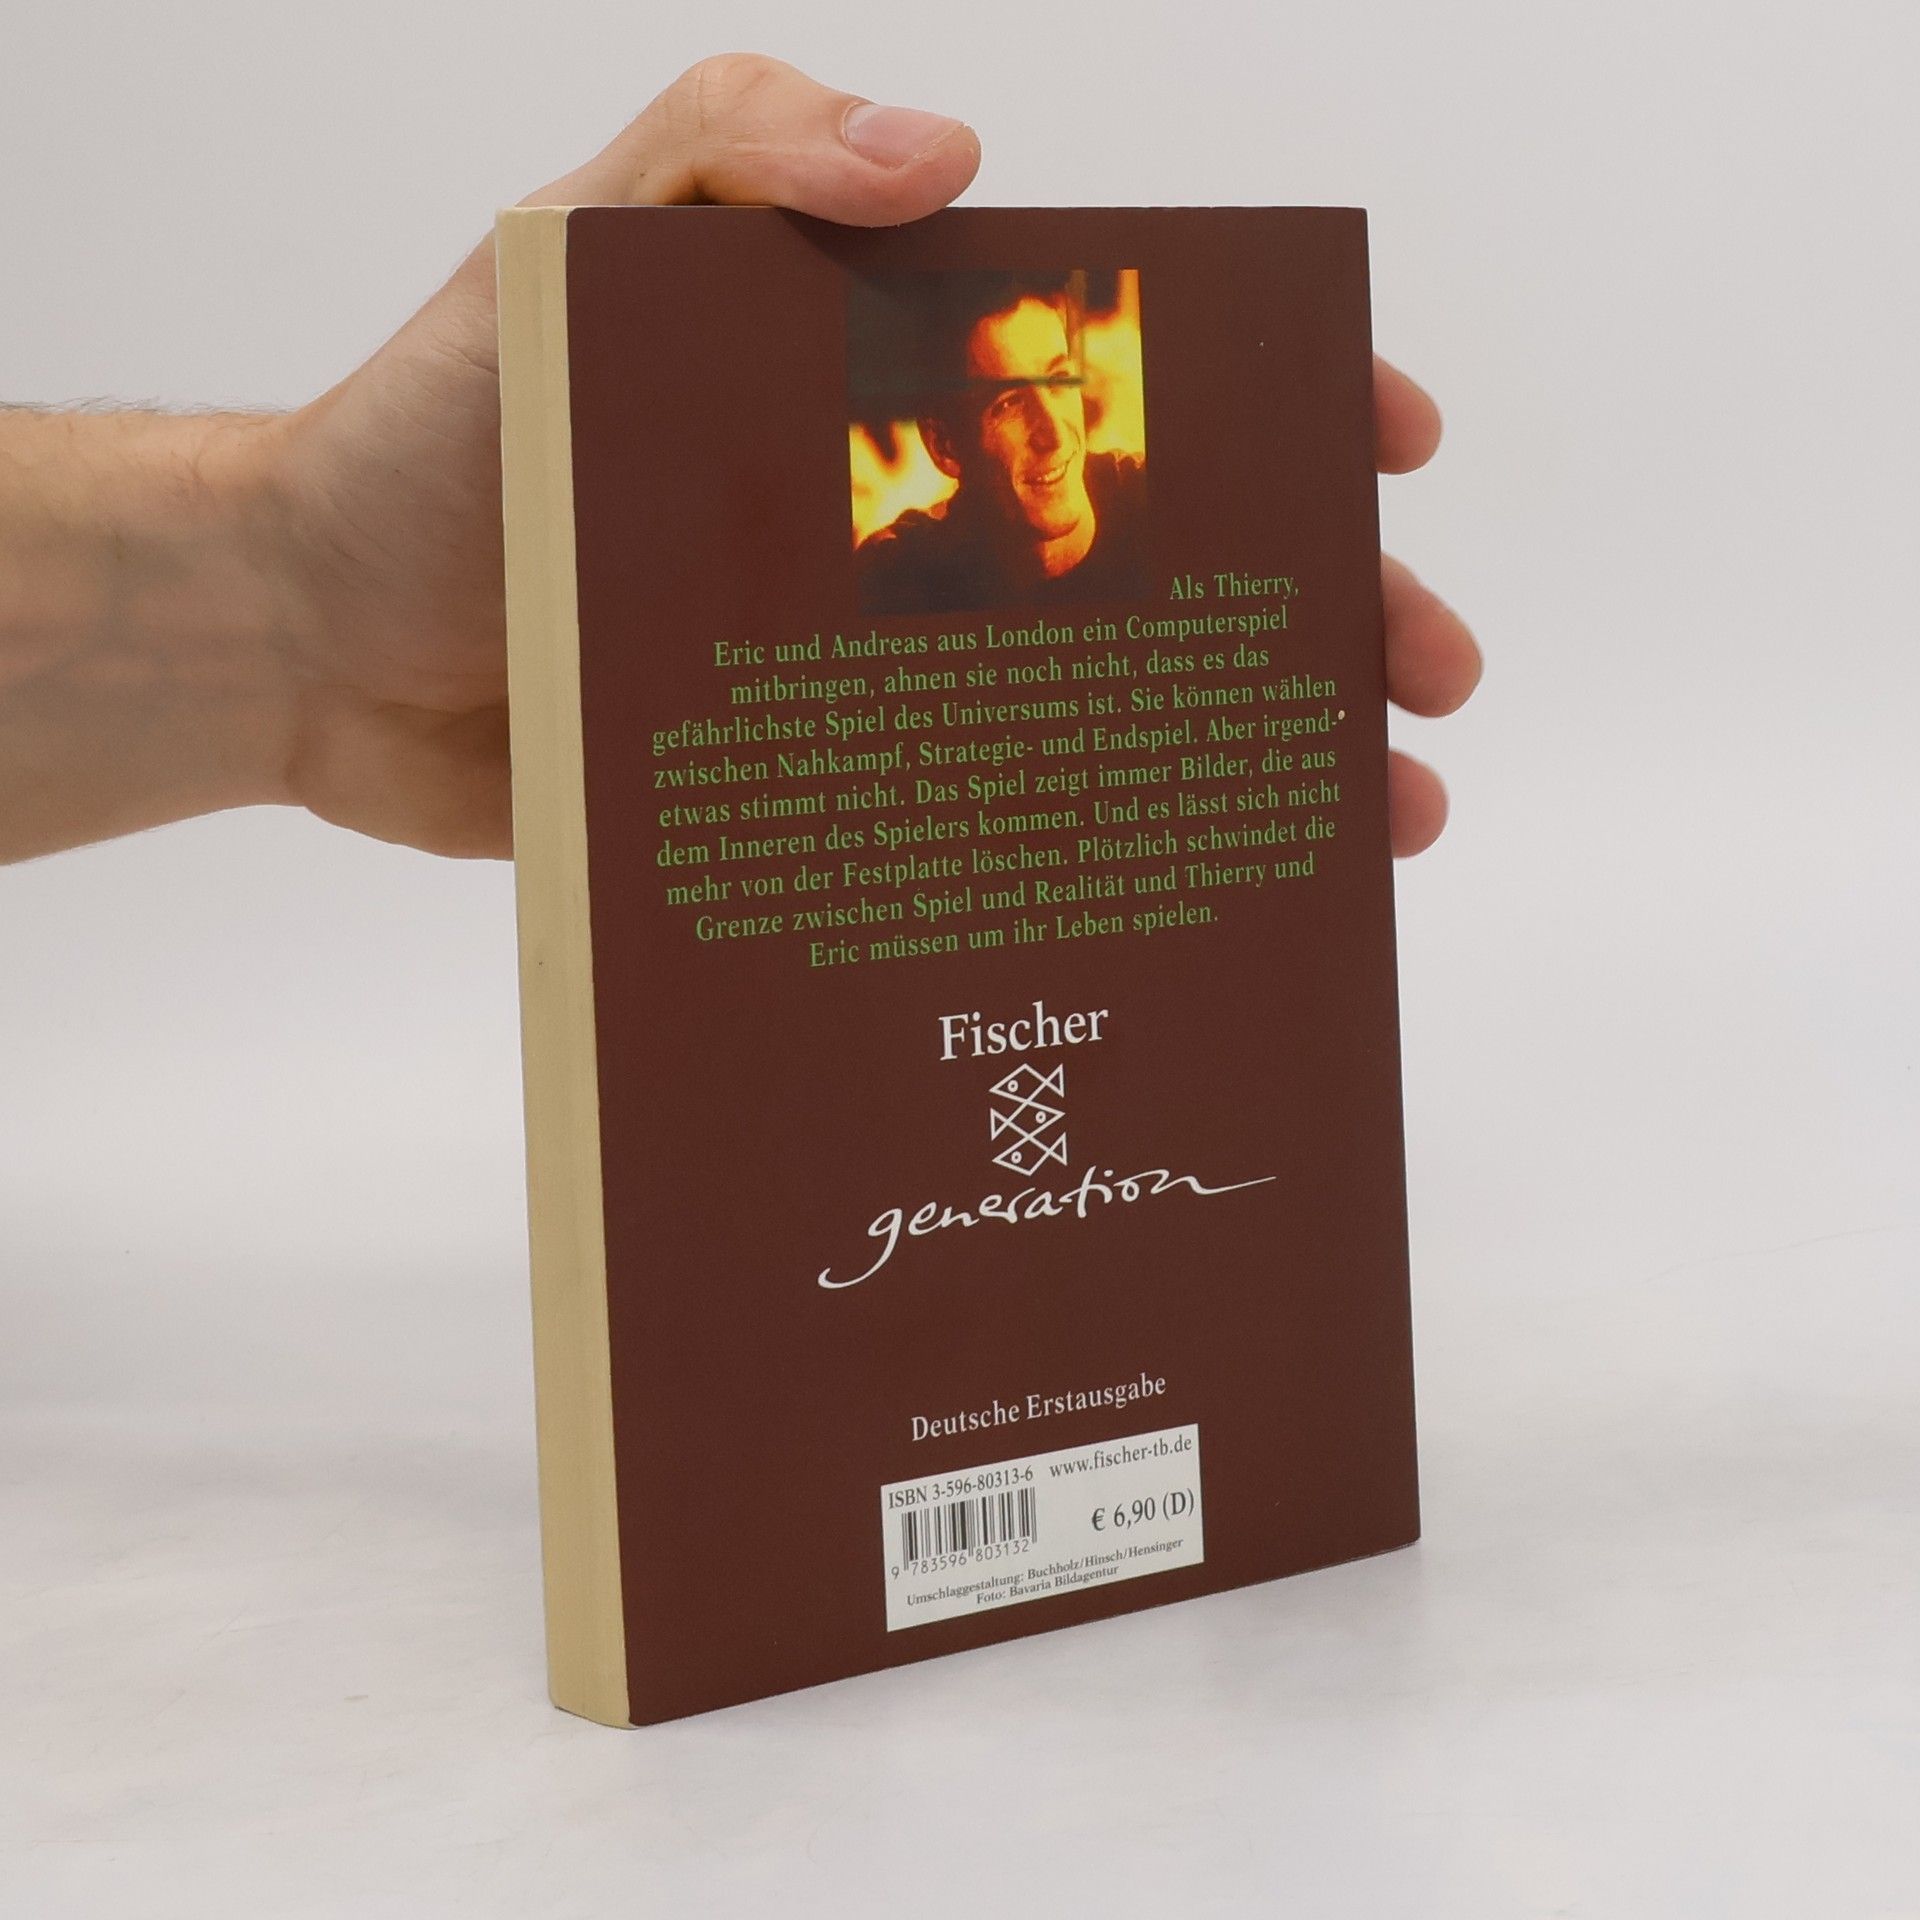 Als Thierry,
Eric und Andreas aus London ein Computerspiel
mitbringen, ahnen sie noch nicht, dass es das
gefährlichste Spiel des Universums ist. Sie können wählen
zwischen Nahkampf, Strategie- und Endspiel. Aber irgend-
etwas stimmt nicht. Das Spiel zeigt immer Bilder, die aus
dem Inneren des Spielers kommen. Und es lässt sich nicht
mehr von der Festplatte löschen. Plötzlich schwindet die
Grenze zwischen Spiel und Realität und Thierry und
Eric müssen um ihr Leben spielen.
Fischer
generation
Deutsche Erstausgabe
ISBN 3-596-80313-6 www.fischer-tb.de
€ 6,90 (D)
9 783596 803132
Umschlaggestaltung: Buchholz/Hinsch/Hensinger
Foto: Bavaria Bildagentur